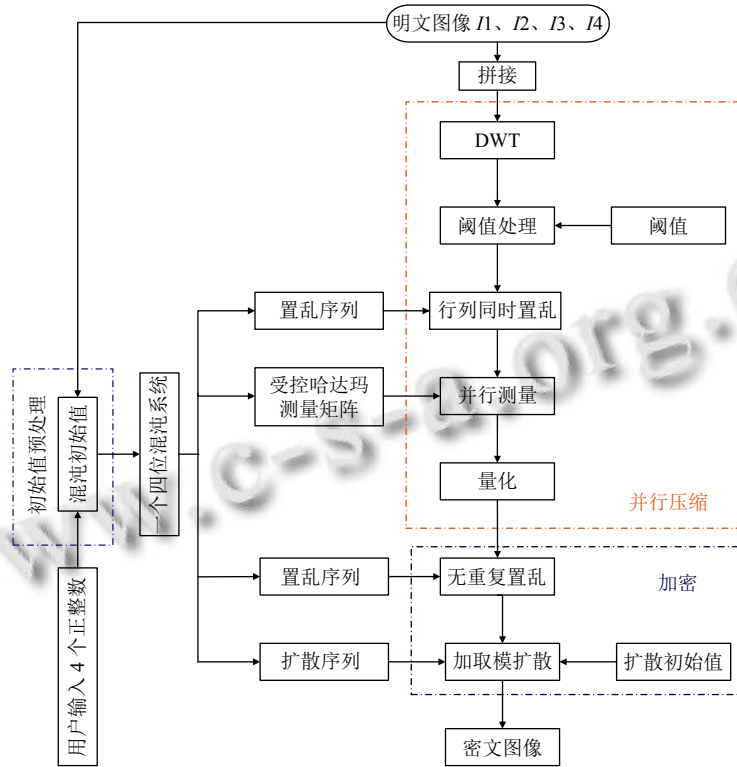 明文图像 I1、I2、I3、I4
拼接
DWT
阈值处理
阈值
置乱序列
行列同时置乱
受控哈达玛
测量矩阵
并行测量
初始值预处理
混沌初始值
一个四位混沌系统
量化
并行压缩
用户输入 4 个正整数
置乱序列
无重复置乱
加密
扩散序列
加取模扩散
扩散初始值
密文图像
www.c-s-a.org.c